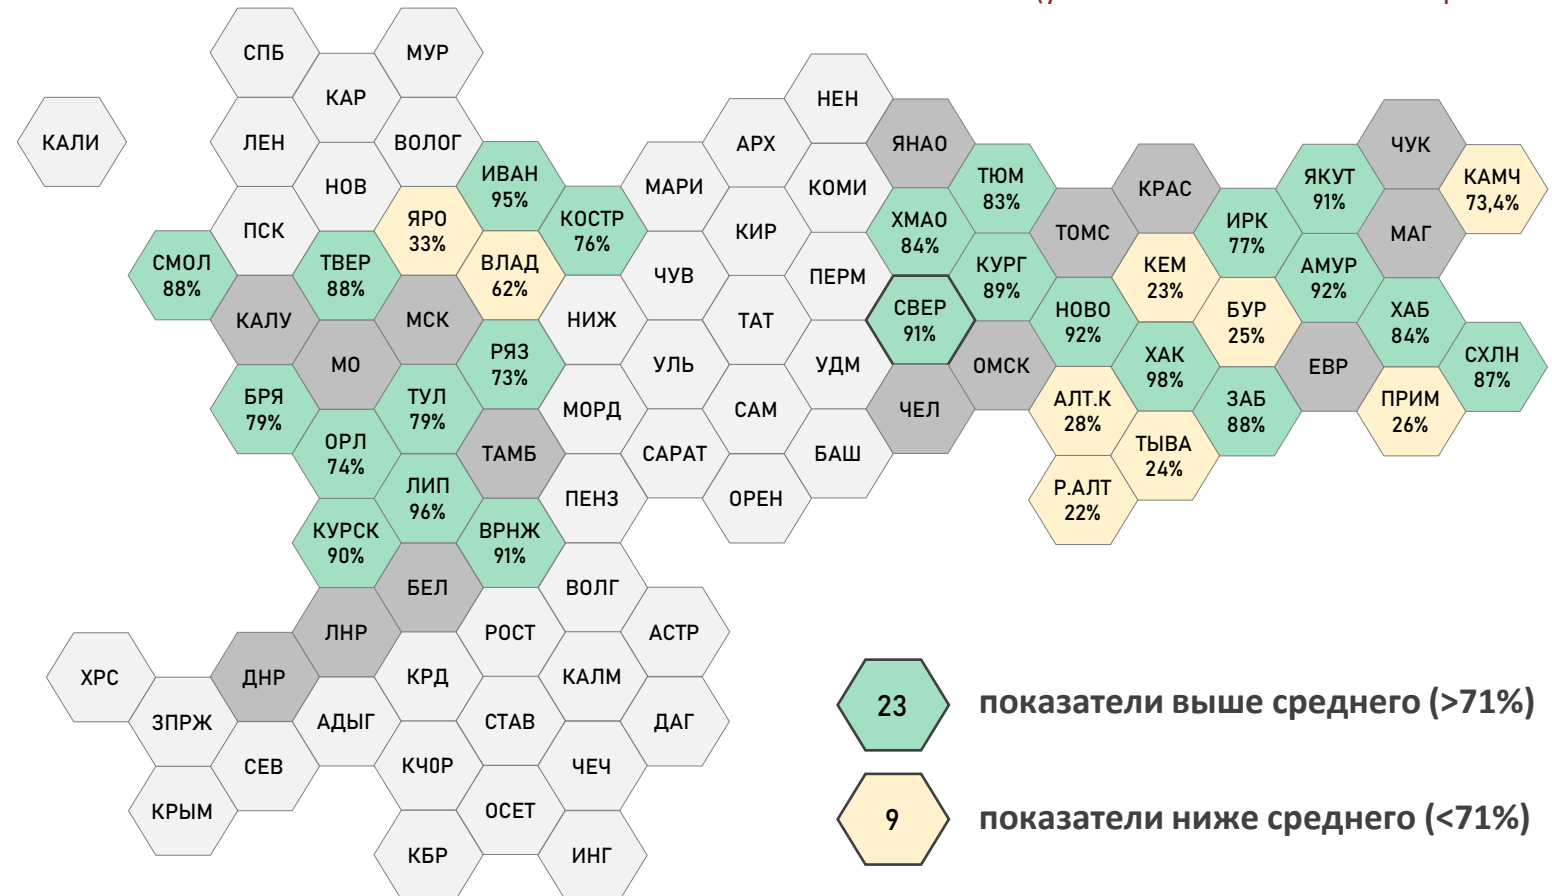 СПБ
МУР
КАР
НЕН
КАЛИ
ЛЕН
ВОЛОГ
АРХ
ЯНАО
ЧУК
НОВ
ИВАН
95%
МАРИ
КОМИ
ТЮМ
83%
КРАС
ЯКУТ
91%
КАМЧ
73,4%
ПСК
ЯРО
33%
КОСТР
76%
КИР
ХМАО
84%
ТОМС
ИРК
77%
МАГ
СМОЛ
88%
ТВЕР
88%
ВЛАД
62%
ЧУВ
ПЕРМ
КУРГ
89%
КЕМ
23%
АМУР
92%
КАЛУ
МСК
НИЖ
ТАТ
СВЕР
91%
НОВО
92%
БУР
25%
ХАБ
84%
МО
РЯЗ
73%
УЛЬ
УДМ
ОМСК
ХАК
98%
ЕВР
СХЛН
87%
БРЯ
79%
ТУЛ
79%
МОРД
САМ
ЧЕЛ
АЛТ.К
28%
ЗАБ
88%
ПРИМ
26%
ОРЛ
74%
ТАМБ
САРАТ
БАШ
ТЫВА
24%
ЛИП
96%
ПЕНЗ
ОРЕН
Р.АЛТ
22%
КУРСК
90%
ВРНЖ
91%
БЕЛ
ВОЛГ
ЛНР
РОСТ
АСТР
ХРС
ДНР
КРД
КАЛМ
ЗПРЖ
АДЫГ
СТАВ
ДАГ
СЕВ
КЧ0Р
ЧЕЧ
КРЫМ
ОСЕТ
КБР
ИНГ
23
показатели выше среднего (>71%)
9
показатели ниже среднего (<71%)